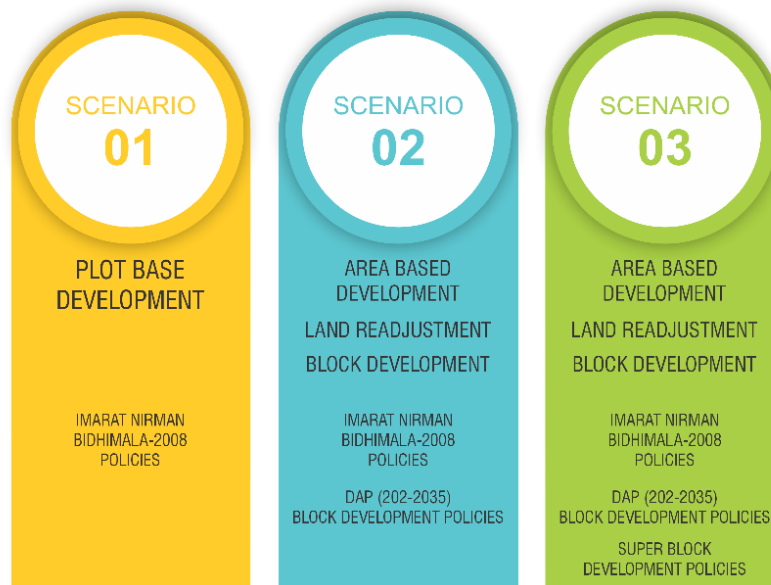 SCENARIO
01
PLOT BASE
DEVELOPMENT
IMARAT NIRMAN
BIDHIMALA-2008
POLICIES
SCENARIO
02
AREA BASED
DEVELOPMENT
LAND READJUSTMENT
BLOCK DEVELOPMENT
IMARAT NIRMAN
BIDHIMALA-2008
POLICIES
DAP (202-2035)
BLOCK DEVELOPMENT POLICIES
SCENARIO
03
AREA BASED
DEVELOPMENT
LAND READJUSTMENT
BLOCK DEVELOPMENT
IMARAT NIRMAN
BIDHIMALA-2008
POLICIES
DAP (202-2035)
BLOCK DEVELOPMENT POLICIES
SUPER BLOCK
DEVELOPMENT POLICIES